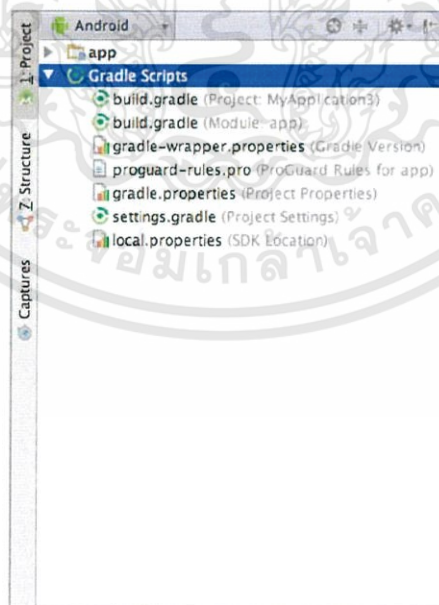 Android
app
Gradle Scripts
build.gradle (Project: MyApplication3)
build.gradle (Module: app)
gradle-wrapper.properties (Gradle Version)
proguard-rules.pro (ProGuard Rules for app)
gradle.properties (Project Properties)
settings.gradle (Project Settings)
local.properties (SDK Location)
1: Project
Z: Structure
Captures